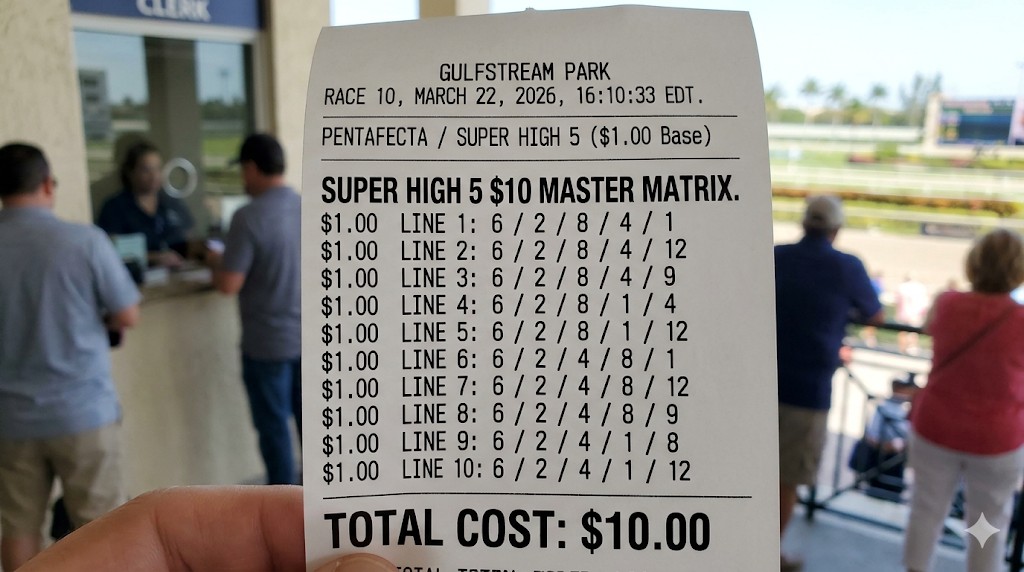 CLERK
GULFSTREAM PARK
RACE 10, MARCH 22, 2026, 16:10:33 EDT.
PENTAFECTA / SUPER HIGH 5 ($1.00 Base)
SUPER HIGH 5 $10 MASTER MATRIX.
$1.00 LINE 1: 6 / 2 / 8 / 4 / 1
$1.00 LINE 2: 6 / 2 / 8 / 4 / 12
$1.00 LINE 3: 6 / 2 / 8 / 4 / 9
$1.00 LINE 4: 6 / 2 / 8 / 1 / 4
$1.00 LINE 5: 6 / 2 / 8 / 1 / 12
$1.00 LINE 6: 6 / 2 / 4 / 8 / 1
$1.00 LINE 7: 6 / 2 / 4 / 8 / 12
$1.00 LINE 8: 6 / 2 / 4 / 8 / 9
$1.00 LINE 9: 6 / 2 / 4 / 1 / 8
$1.00 LINE 10: 6 / 2 / 4 / 1 / 12
TOTAL COST: $10.00